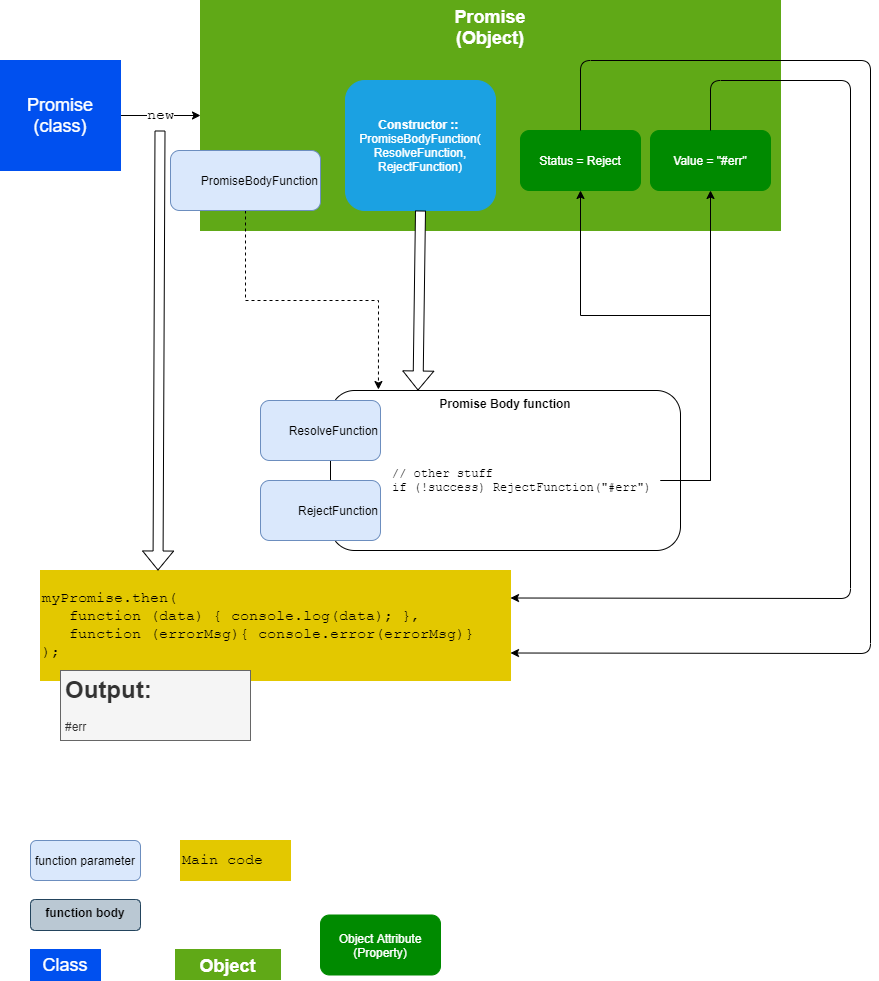 Promise
(Object)
Promise
(class)
new
Constructor ::
PromiseBodyFunction(
ResolveFunction,
RejectFunction)
Status = Reject
Value = "#err"
PromiseBodyFunction
Promise Body function
ResolveFunction
// other stuff
if (!success) RejectFunction("#err")
RejectFunction
myPromise.then(
function (data) { console.log(data); },
function (errorMsg){ console.error(errorMsg)}
);
Output:
#err
function parameter
Main code
function body
Object Attribute
(Property)
Class
Object